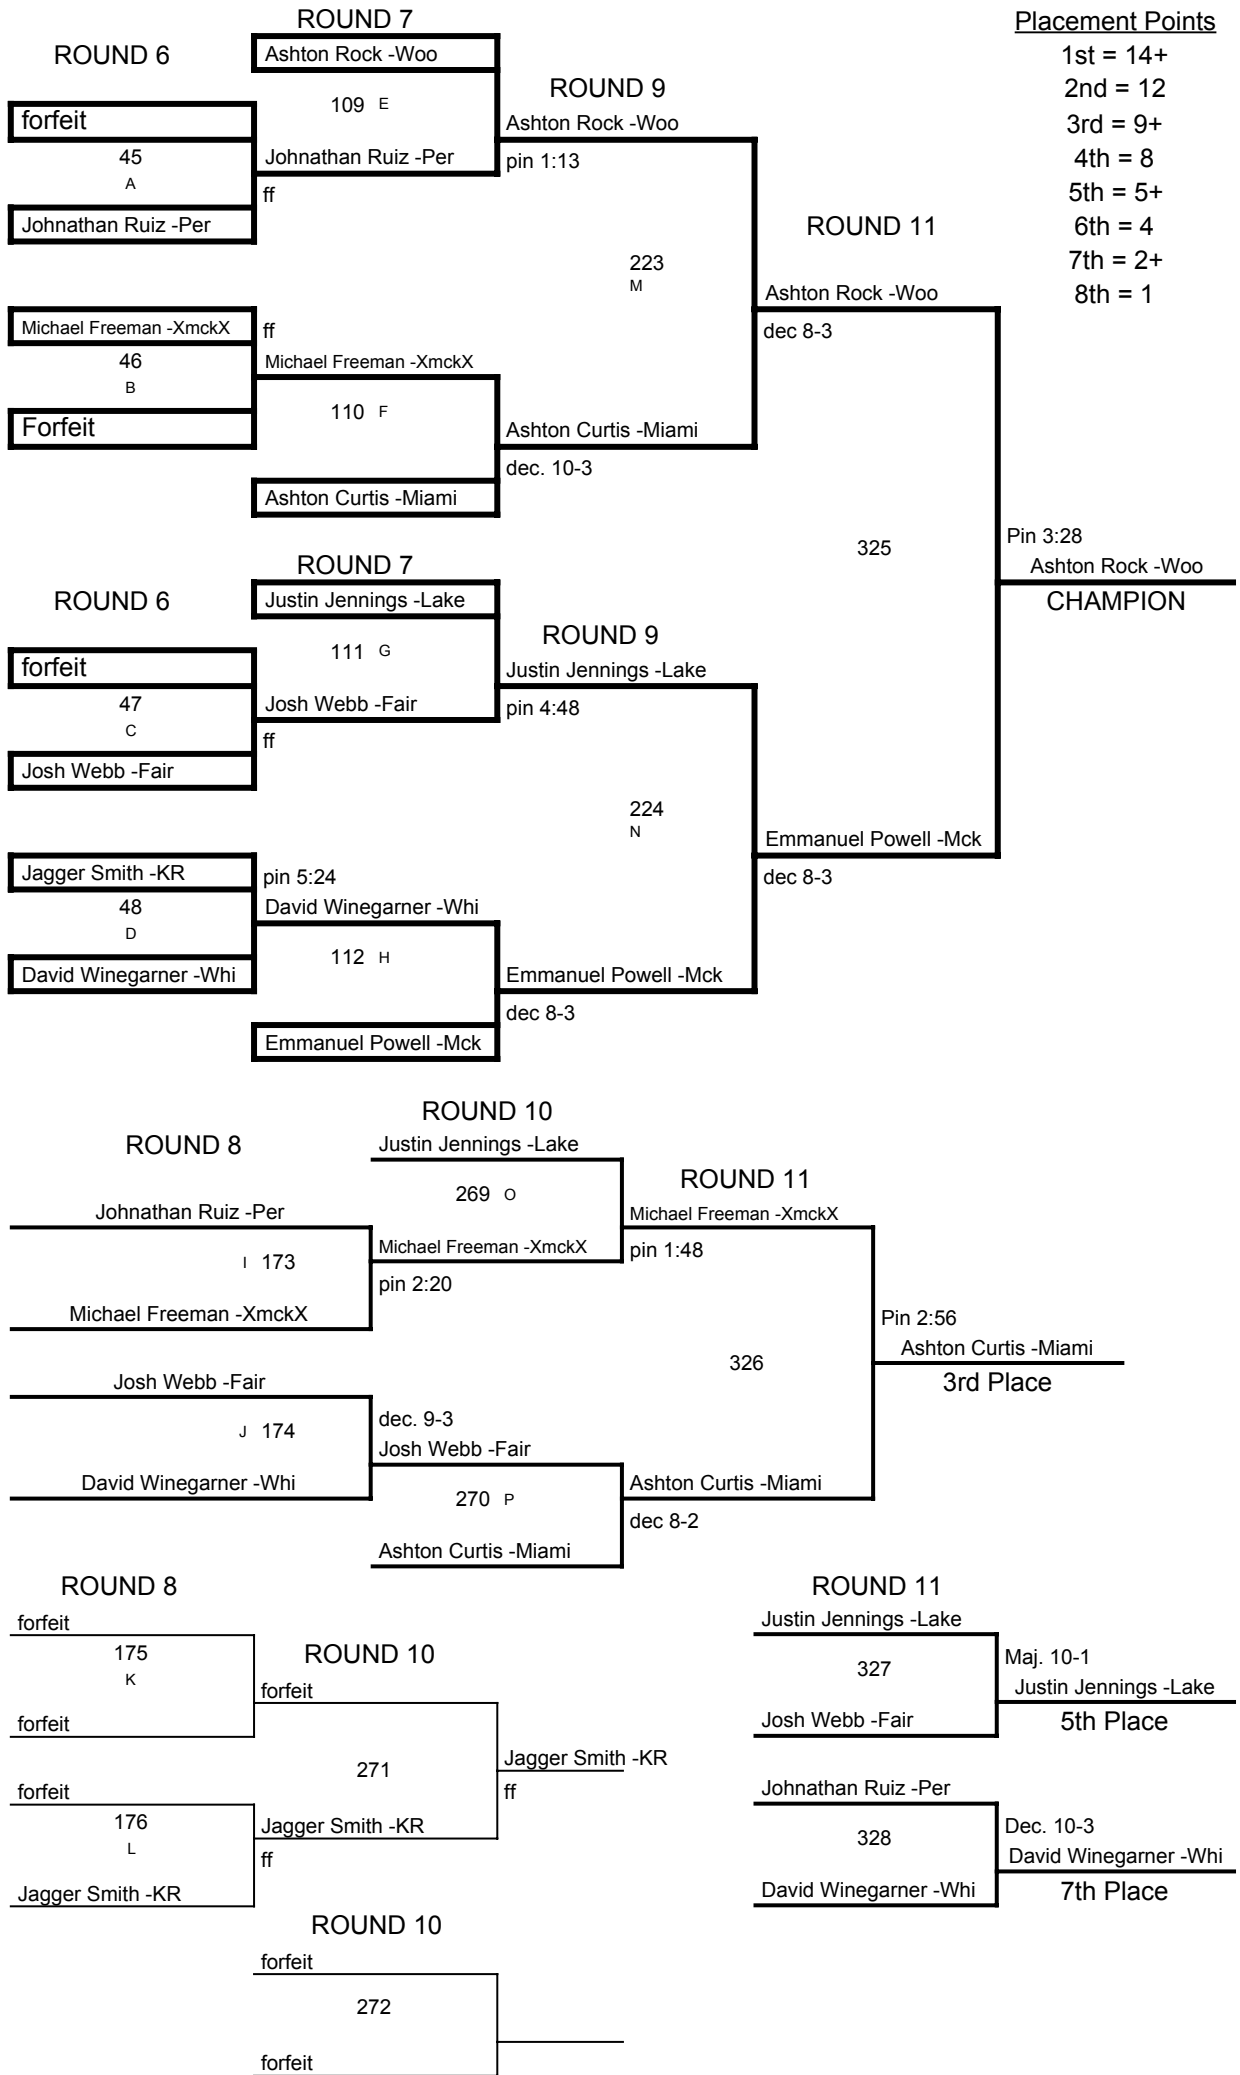 ROUND 7
Placement Points
ROUND 6
Ashton Rock -Woo
1st = 14+
2nd = 12
109 E
ROUND 9
forfeit
Ashton Rock -Woo
3rd = 9+
45
Johnathan Ruiz -Per
pin 1:13
4th = 8
A
ff
5th = 5+
Johnathan Ruiz -Per
ROUND 11
6th = 4
223
7th = 2+
M
Ashton Rock -Woo
8th = 1
Michael Freeman -XmckX
ff
dec 8-3
46
Michael Freeman -XmckX
B
110 F
Forfeit
Ashton Curtis -Miami
dec. 10-3
Ashton Curtis -Miami
325
Pin 3:28
ROUND 7
Ashton Rock -Woo
ROUND 6
Justin Jennings -Lake
CHAMPION
111 G
ROUND 9
forfeit
Justin Jennings -Lake
47
Josh Webb -Fair
pin 4:48
C
ff
Josh Webb -Fair
224
N
Emmanuel Powell -Mck
Jagger Smith -KR
pin 5:24
dec 8-3
48
David Winegarner -Whi
D
112 H
David Winegarner -Whi
Emmanuel Powell -Mck
dec 8-3
Emmanuel Powell -Mck
ROUND 10
ROUND 8
Justin Jennings -Lake
ROUND 11
269 O
Johnathan Ruiz -Per
Michael Freeman -XmckX
I 173
Michael Freeman -XmckX
pin 1:48
pin 2:20
Michael Freeman -XmckX
Pin 2:56
Ashton Curtis -Miami
326
3rd Place
Josh Webb -Fair
dec. 9-3
J 174
Josh Webb -Fair
David Winegarner -Whi
Ashton Curtis -Miami
270 P
dec 8-2
Ashton Curtis -Miami
ROUND 8
ROUND 11
forfeit
Justin Jennings -Lake
175
ROUND 10
327
Maj. 10-1
K
forfeit
Justin Jennings -Lake
forfeit
Josh Webb -Fair
5th Place
271
Jagger Smith -KR
forfeit
ff
Johnathan Ruiz -Per
176
Jagger Smith -KR
328
Dec. 10-3
L
ff
David Winegarner -Whi
Jagger Smith -KR
David Winegarner -Whi
7th Place
ROUND 10
forfeit
272
forfeit